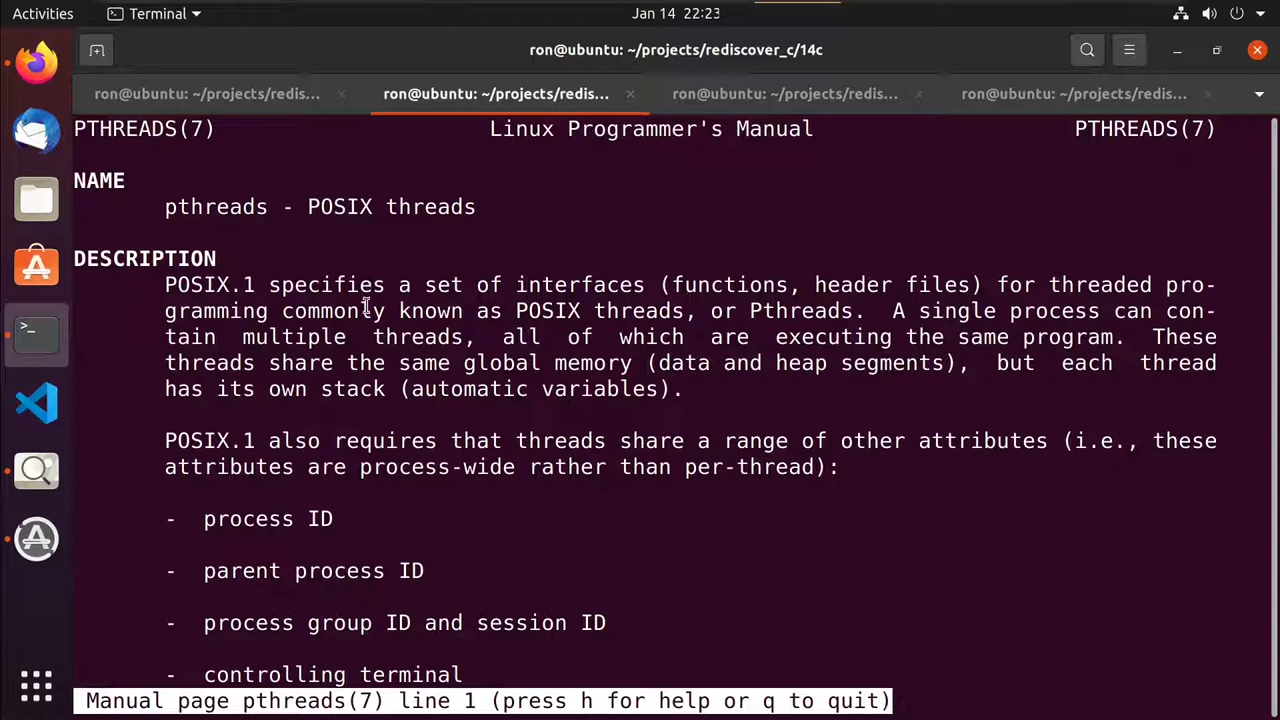 Activities
Terminal
Jan 14 22:23
ron@ubuntu: ~/projects/rediscover_c/14c
ron@ubuntu: ~/projects/redis...
ron@ubuntu: ~/projects/redis...
ron@ubuntu: ~/projects/redis...
ron@ubuntu: ~/projects/redis...
PTHREADS(7) Linux Programmer's Manual PTHREADS(7)
NAME
pthreads - POSIX threads
DESCRIPTION
POSIX.1 specifies a set of interfaces (functions, header files) for threaded pro-
gramming commonly known as POSIX threads, or Pthreads. A single process can con-
tain multiple threads, all of which are executing the same program. These
threads share the same global memory (data and heap segments), but each thread
has its own stack (automatic variables).
POSIX.1 also requires that threads share a range of other attributes (i.e., these
attributes are process-wide rather than per-thread):
- process ID
- parent process ID
- process group ID and session ID
- controlling terminal
Manual page pthreads(7) line 1 (press h for help or q to quit)